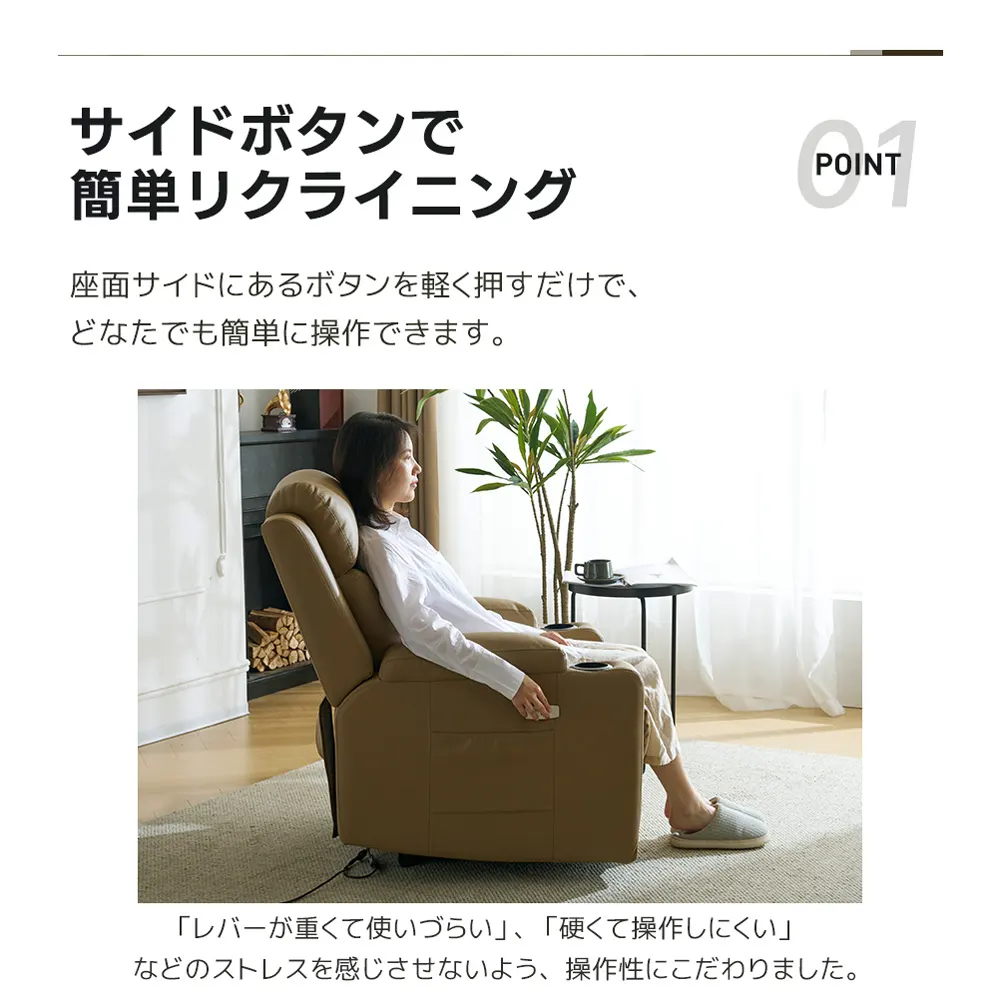 サイドボタンで
簡単リクライニング
01
POINT
座面サイドにあるボタンを軽く押すだけで、
どなたでも簡単に操作できます。
「レバーが重くて使いづらい」、「硬くて操作しにくい」
などのストレスを感じさせないよう、操作性にこだわりました。